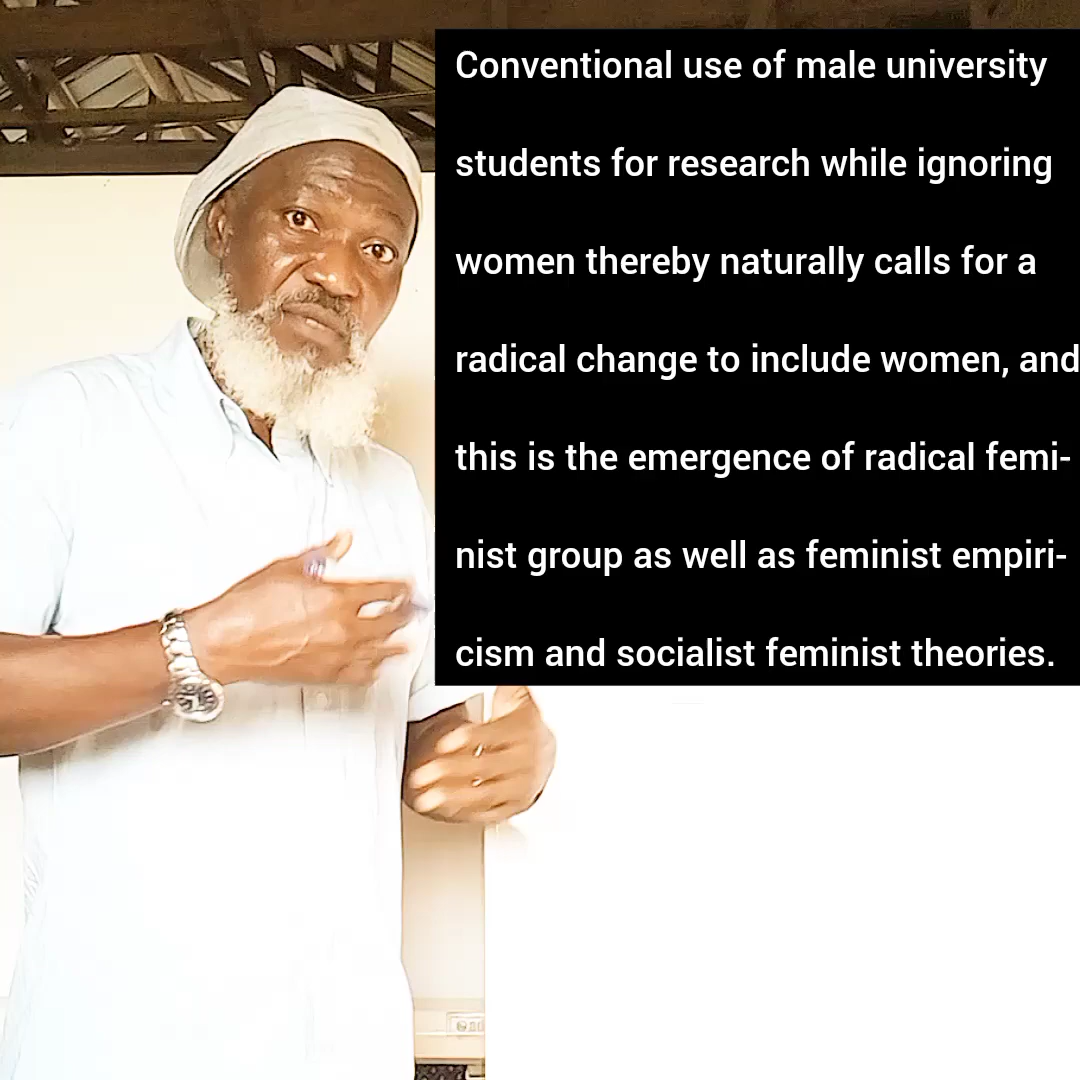 Conventional use of male university
students for research while ignoring
women thereby naturally calls for a
radical change to include women, and
this is the emergence of radical femi-
nist group as well as feminist empiri-
cism and socialist feminist theories.